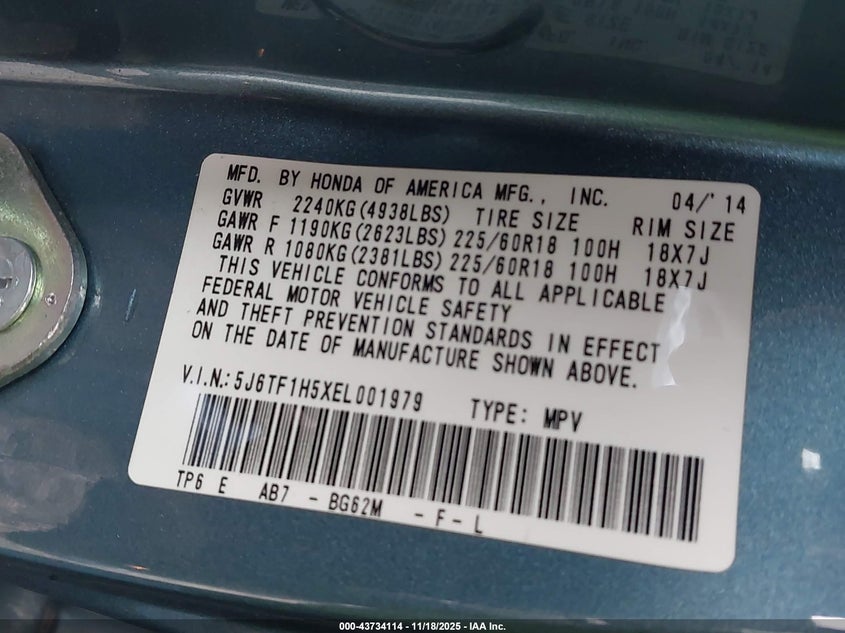 MFD. BY HONDA OF AMERICA MFG., INC. 04/'14
GVWR 2240KG(4938LBS) TIRE SIZE RIM SIZE
GAWR F 1190KG(2623LBS) 225/60R18 100H 18X7J
GAWR R 1080KG(2381LBS) 225/60R18 100H 18X7J
THIS VEHICLE CONFORMS TO ALL APPLICABLE
FEDERAL MOTOR VEHICLE SAFETY
AND THEFT PREVENTION STANDARDS IN EFFECT
ON THE DATE OF MANUFACTURE SHOWN ABOVE.
V.I.N.: 5J6TF1H5XEL001979 TYPE: MPV
TP6 E AB7 - BG62M - F - L
000-43734114 - 11/18/2025 - IAA Inc.